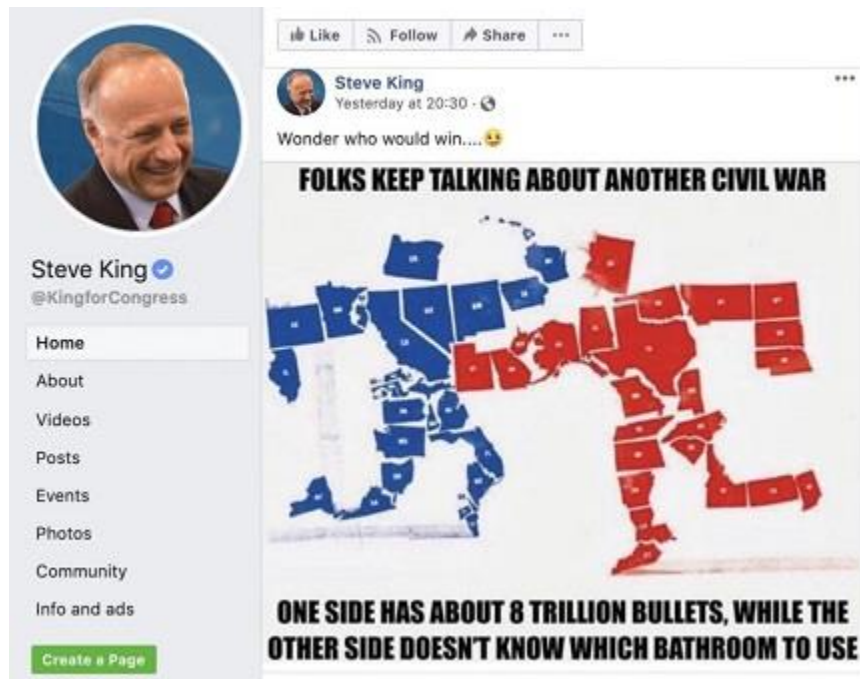 Like
Follow
Share
Steve King
Yesterday at 20:30 ·
Wonder who would win....
FOLKS KEEP TALKING ABOUT ANOTHER CIVIL WAR
ONE SIDE HAS ABOUT 8 TRILLION BULLETS, WHILE THE
OTHER SIDE DOESN'T KNOW WHICH BATHROOM TO USE
Steve King
@KingforCongress
Home
About
Videos
Posts
Events
Photos
Community
Info and ads
Create a Page